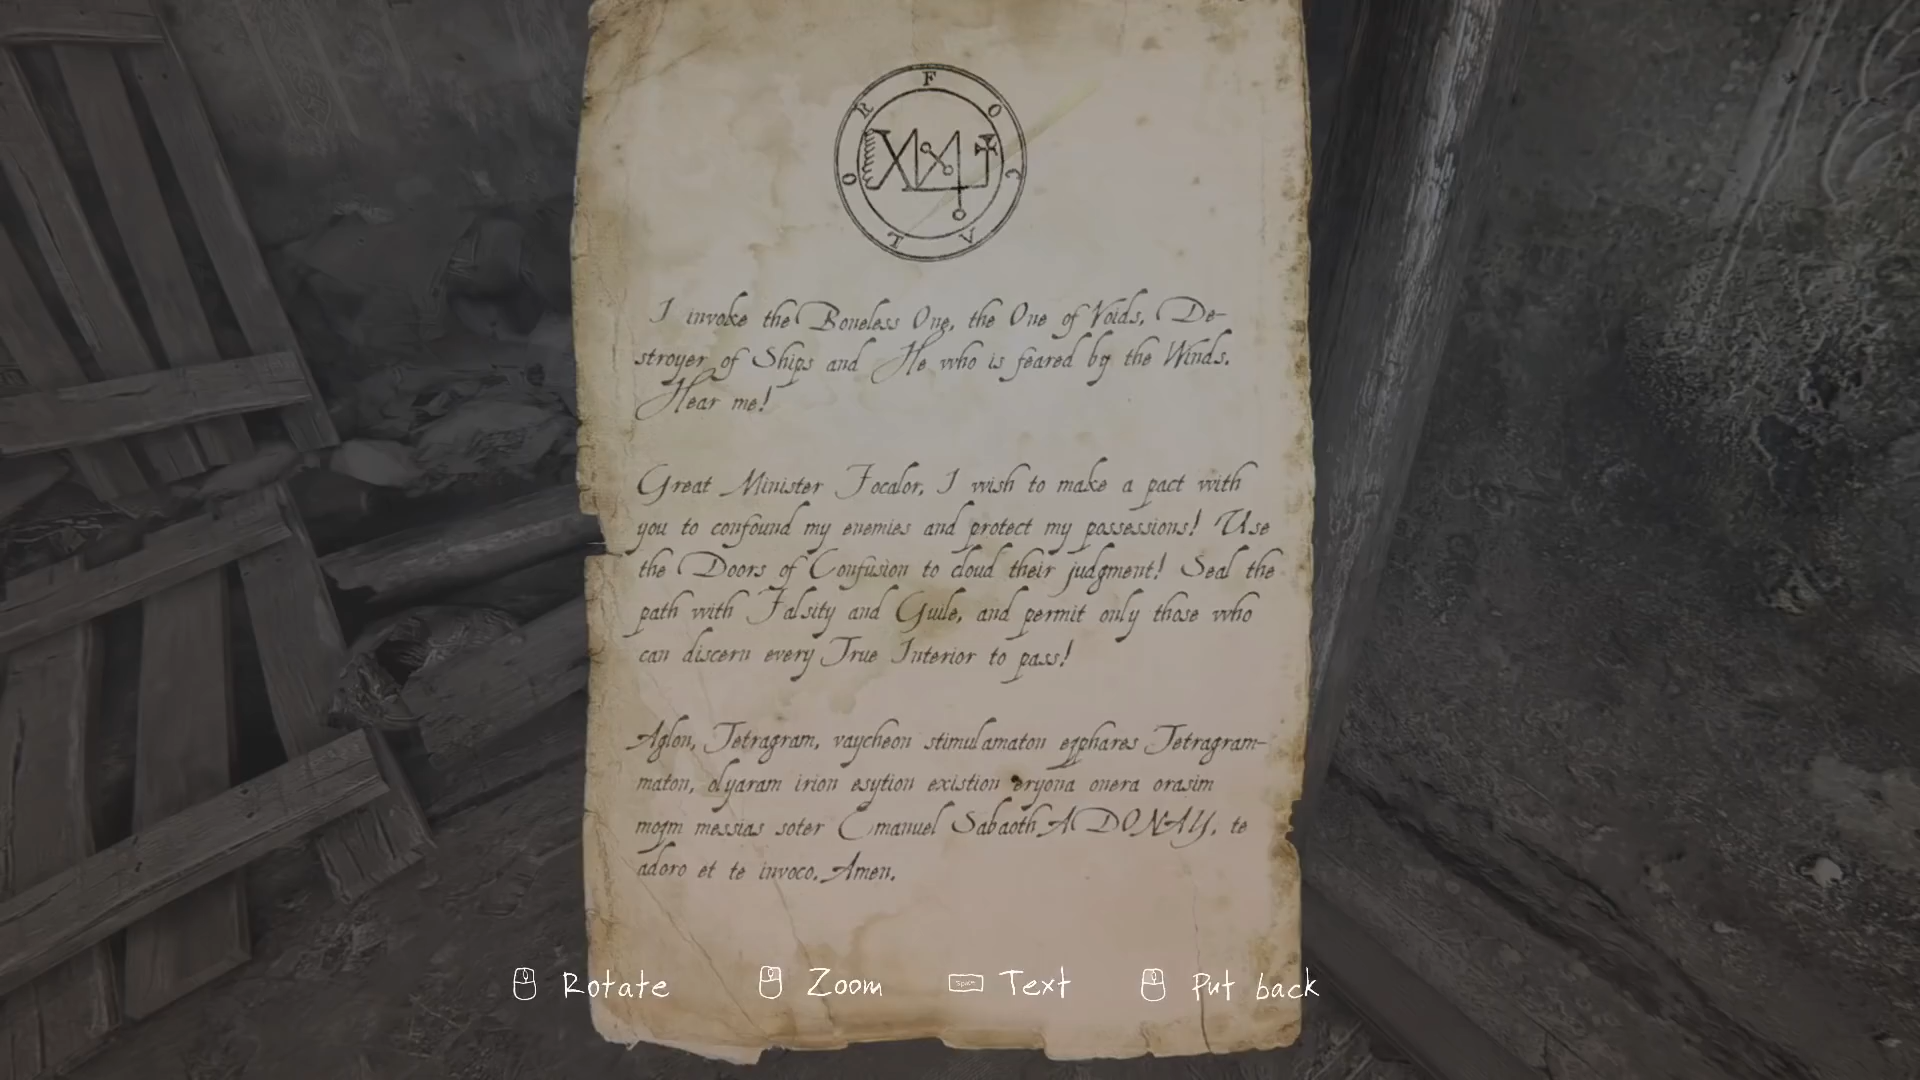 F O C A L O R
I invoke the Boneless One, the One of Voids, De-
stroyer of Ships and He who is feared by the Winds.
Hear me!
Great Minister Focalor, I wish to make a pact with
you to confound my enemies and protect my possessions! Use
the Doors of Confusion to cloud their judgment! Seal the
path with Falsity and Guile, and permit only those who
can discern every True Interior to pass!
Aglon, Tetragram, vaycheon stimulamaton ezphares Tetragram-
maton, olyaram irion esytion existion eryona onera orasim
mozm messias soter Emanuel Sabaoth ADONAY, te
adoro et te invoco. Amen.
Rotate Zoom Text Put back